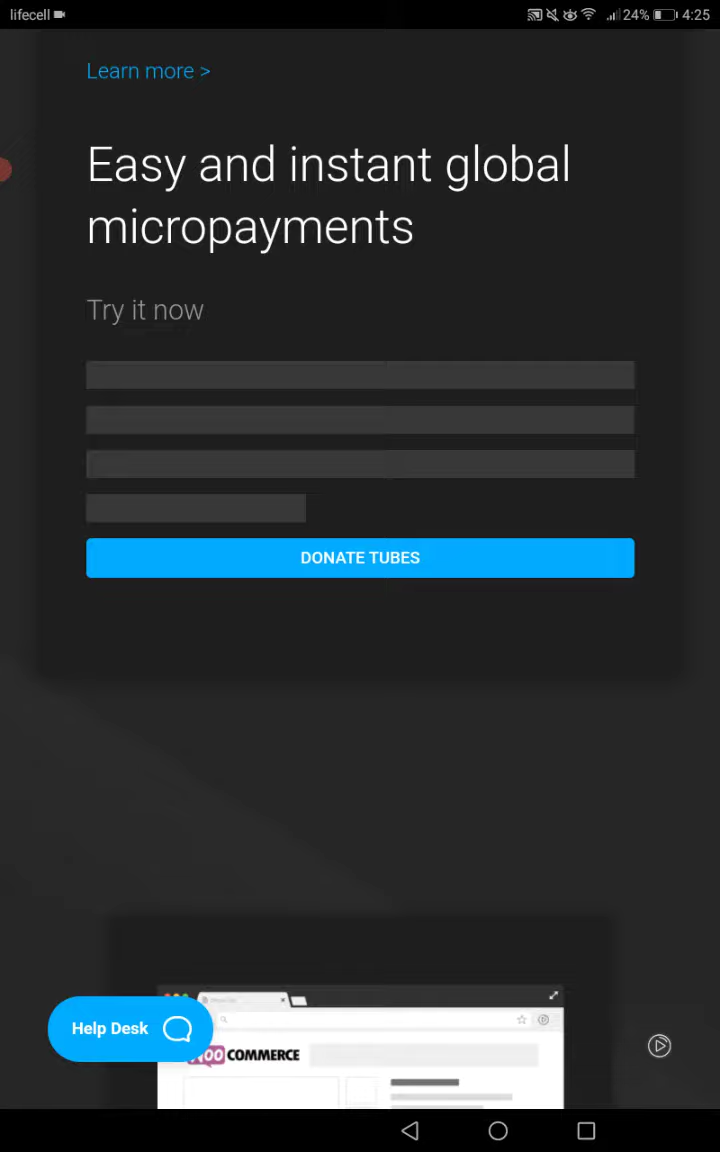 lifecell 24% 4:25
Learn more >
Easy and instant global
micropayments
Try it now
DONATE TUBES
Help Desk
WOO COMMERCE